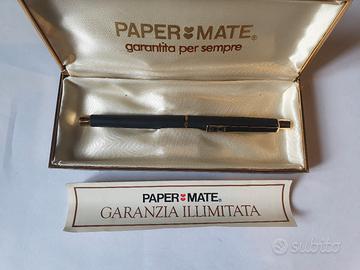 PAPER MATE®
garantita per sempre
PAPER MATE®
GARANZIA ILLIMITATA
subito